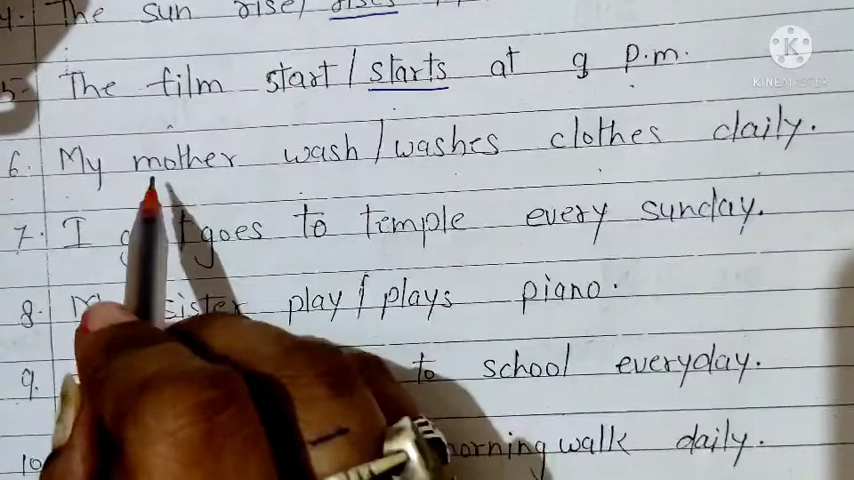 4. The sun rise/rises
5. The film start/starts at 9 p.m.
6. My mother wash/washes clothes daily.
7. I goes to temple every sunday.
8. sister play/plays piano.
9. to school everyday.
10 morning walk daily.
K
KINEMASTER